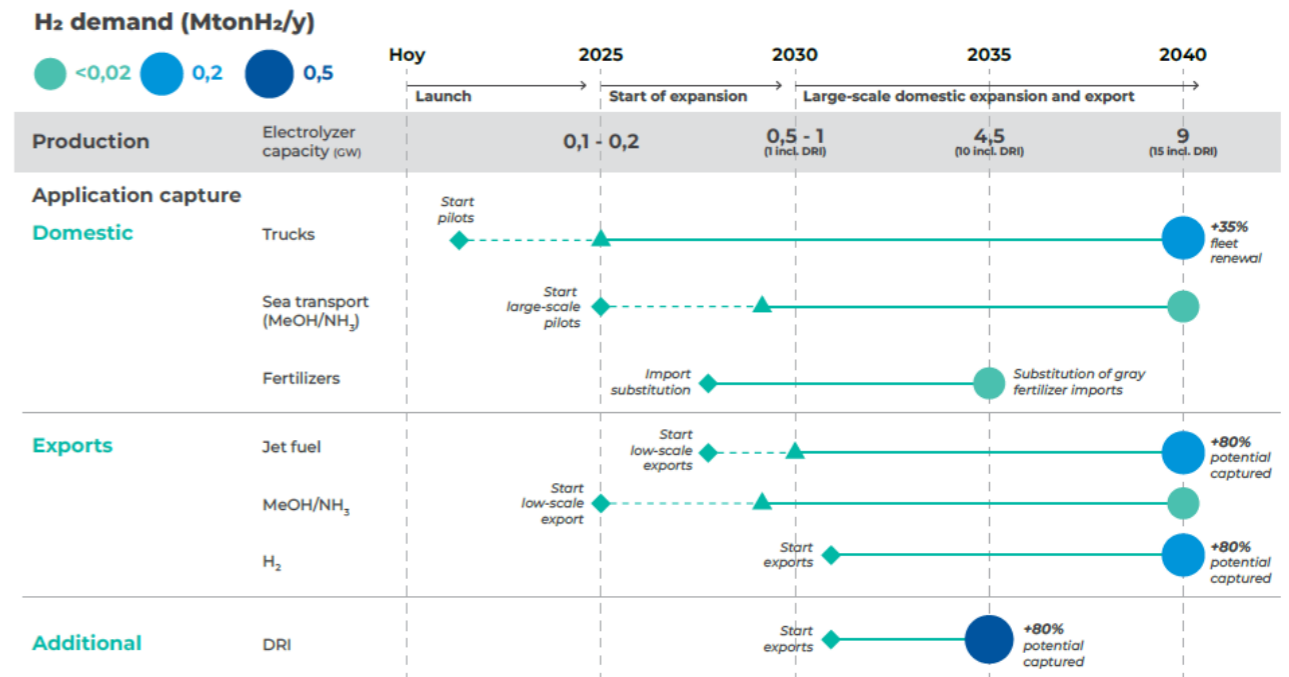 H₂ demand (MtonH₂/y)
<0,02 0,2 0,5
Hoy 2025 2030 2035 2040
Launch Start of expansion Large-scale domestic expansion and export
Production
Electrolyzer
capacity (GW)
0,1 - 0,2
0,5 - 1
(1 incl. DRI)
4,5
(10 incl. DRI)
9
(15 incl. DRI)
Application capture
Domestic
Trucks
Start
pilots
+35%
fleet
renewal
Sea transport
(MeOH/NH₃)
Start
large-scale
pilots
Fertilizers
Import
substitution
Substitution of gray
fertilizer imports
Exports
Jet fuel
Start
low-scale
exports
+80%
potential
captured
MeOH/NH₃
Start
low-scale
export
H₂
Start
exports
+80%
potential
captured
Additional
DRI
Start
exports
+80%
potential
captured